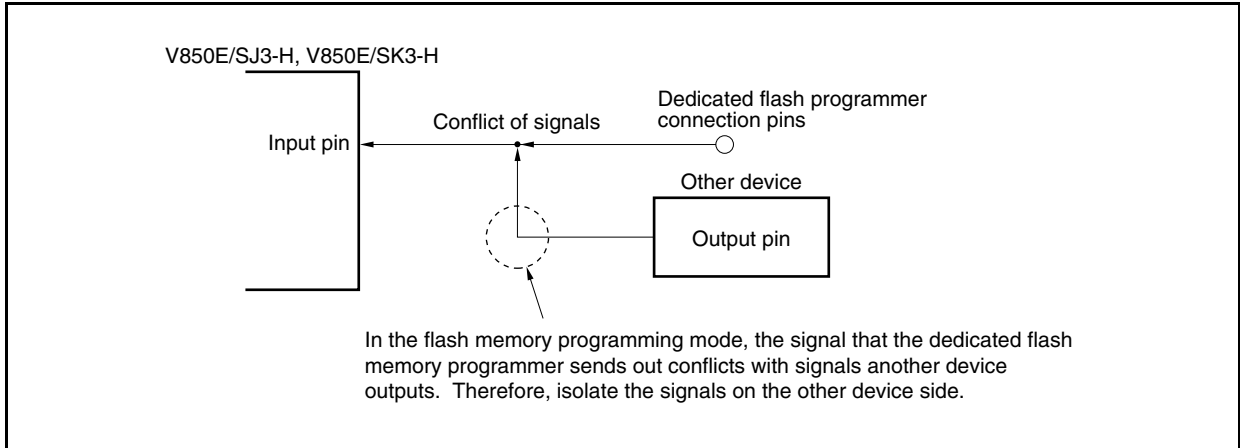 V850E/SJ3-H, V850E/SK3-H
Dedicated flash programmer
connection pins
Conflict of signals
Input pin
Other device
Output pin
In the flash memory programming mode, the signal that the dedicated flash
memory programmer sends out conflicts with signals another device
outputs.  Therefore, isolate the signals on the other device side.